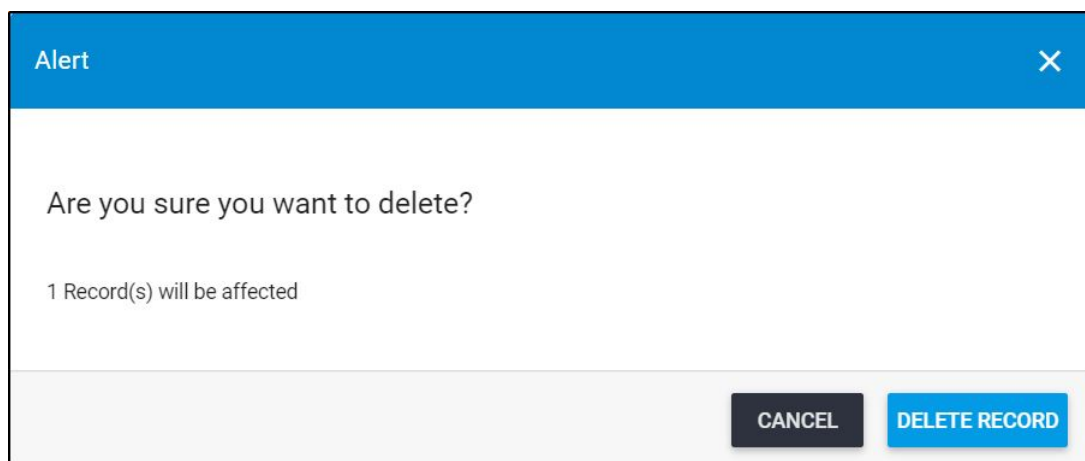 Alert
Are you sure you want to delete?
1 Record(s) will be affected
CANCEL
DELETE RECORD